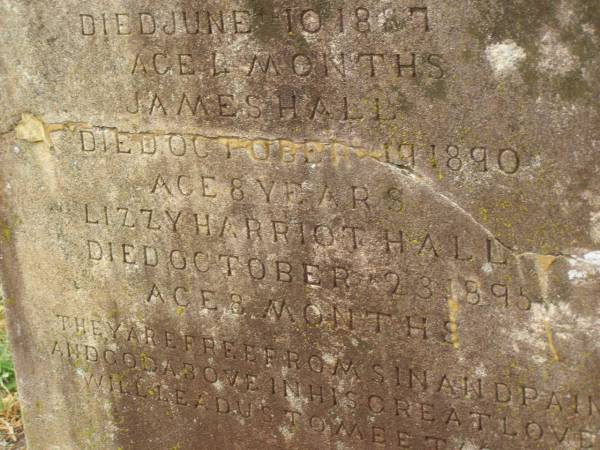 DIED JUNE 10 1887
AGE 4 MONTHS
JAMES HALL
DIED OCTOBER 19 1890
AGE 8 YEARS
LIZZY HARRIOT HALL
DIED OCTOBER 23 1895
AGE 8 MONTHS
THEY ARE FREE FROM SIN AND PAIN
AND GOD ABOVE IN HIS GREAT LOVE
WILL LEAD US TO MEET